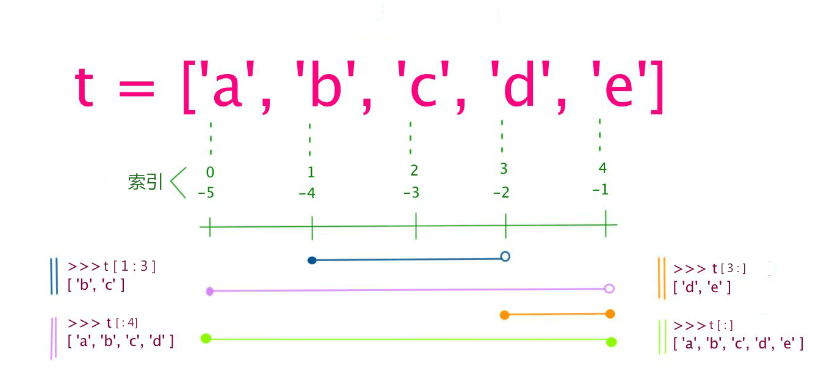 t = ['a', 'b', 'c', 'd', 'e']
0 1 2 3 4
索引
-5 -4 -3 -2 -1
>>>t [ 1 : 3 ]
[ 'b', 'c' ]
>>> t [3 :]
[ 'd', 'e' ]
>>> t [: 4]
[ 'a', 'b', 'c', 'd' ]
>>>t [:]
[ 'a', 'b', 'c', 'd', 'e' ]